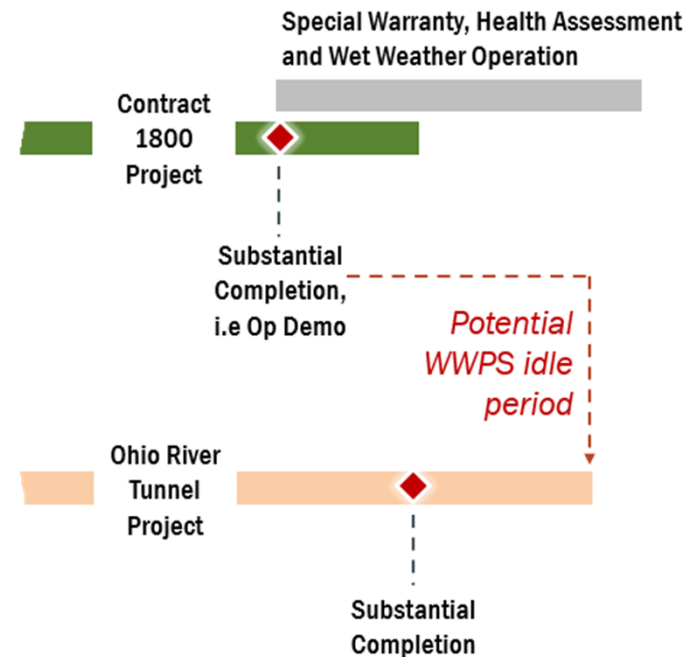 Special Warranty, Health Assessment
and Wet Weather Operation
Contract
1800
Project
Substantial
Completion,
i.e Op Demo
Potential
WWPS idle
period
Ohio River
Tunnel
Project
Substantial
Completion